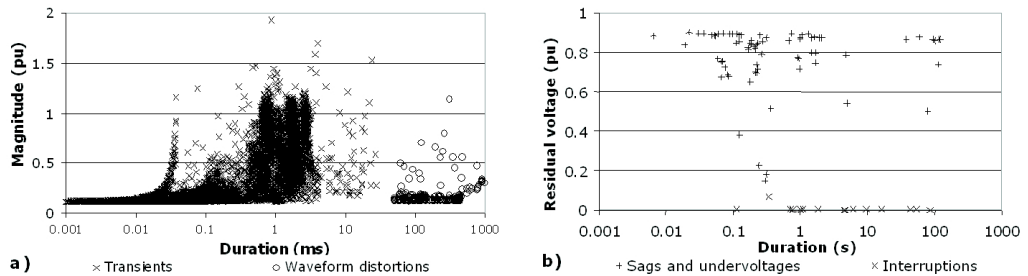 2
1.5
1
0.5
0
Magnitude (pu)
0.001 0.01 0.1 1 10 100 1000
Duration (ms)
a) × Transients ○ Waveform distortions
1
0.8
0.6
0.4
0.2
0
Residual voltage (pu)
0.001 0.01 0.1 1 10 100 1000
Duration (s)
b) + Sags and undervoltages × Interruptions